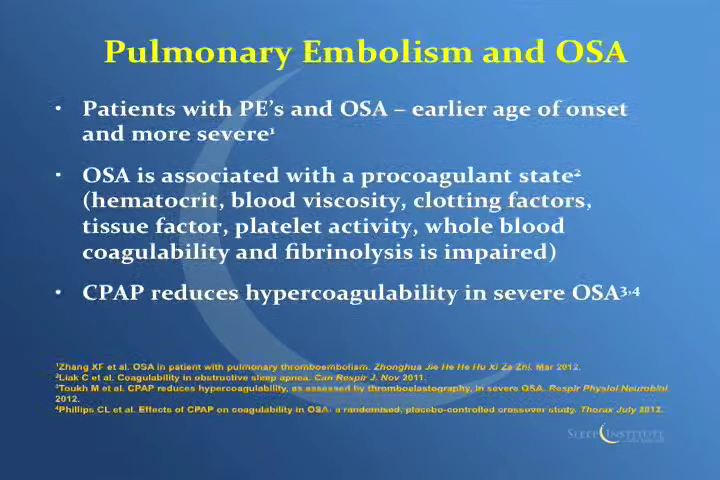 Pulmonary Embolism and OSA
• Patients with PE's and OSA – earlier age of onset
and more severe¹
• OSA is associated with a procoagulant state²
(hematocrit, blood viscosity, clotting factors,
tissue factor, platelet activity, whole blood
coagulability and fibrinolysis is impaired)
• CPAP reduces hypercoagulability in severe OSA³,⁴
¹Zhang XF et al. OSA in patient with pulmonary thromboembolism. Zhonghua Jie He He Hu Xi Za Zhi. Mar 2012.
²Liak C et al. Coagulability in obstructive sleep apnea. Can Respir J. Nov 2011.
³Toukh M et al. CPAP reduces hypercoagulability, as assessed by thromboelastography, in severe OSA. Respir Physiol Neurobiol
2012.
⁴Phillips CL et al. Effects of CPAP on coagulability in OSA: a randomised, placebo-controlled crossover study. Thorax July 2012.
SLEEP INSTITUTE